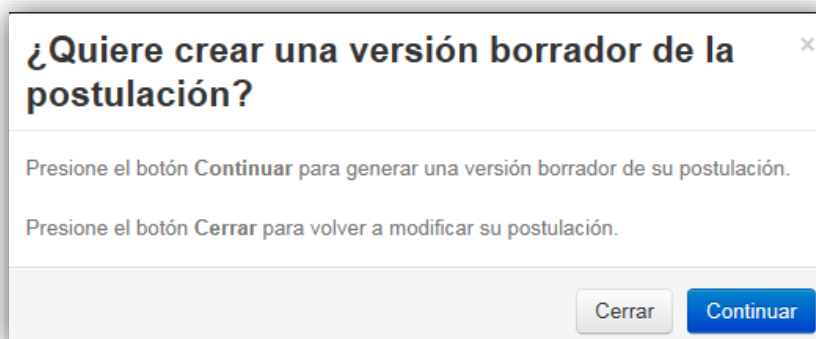 ¿Quiere crear una versión borrador de la
postulación?
×
Presione el botón Continuar para generar una versión borrador de su postulación.
Presione el botón Cerrar para volver a modificar su postulación.
Cerrar
Continuar